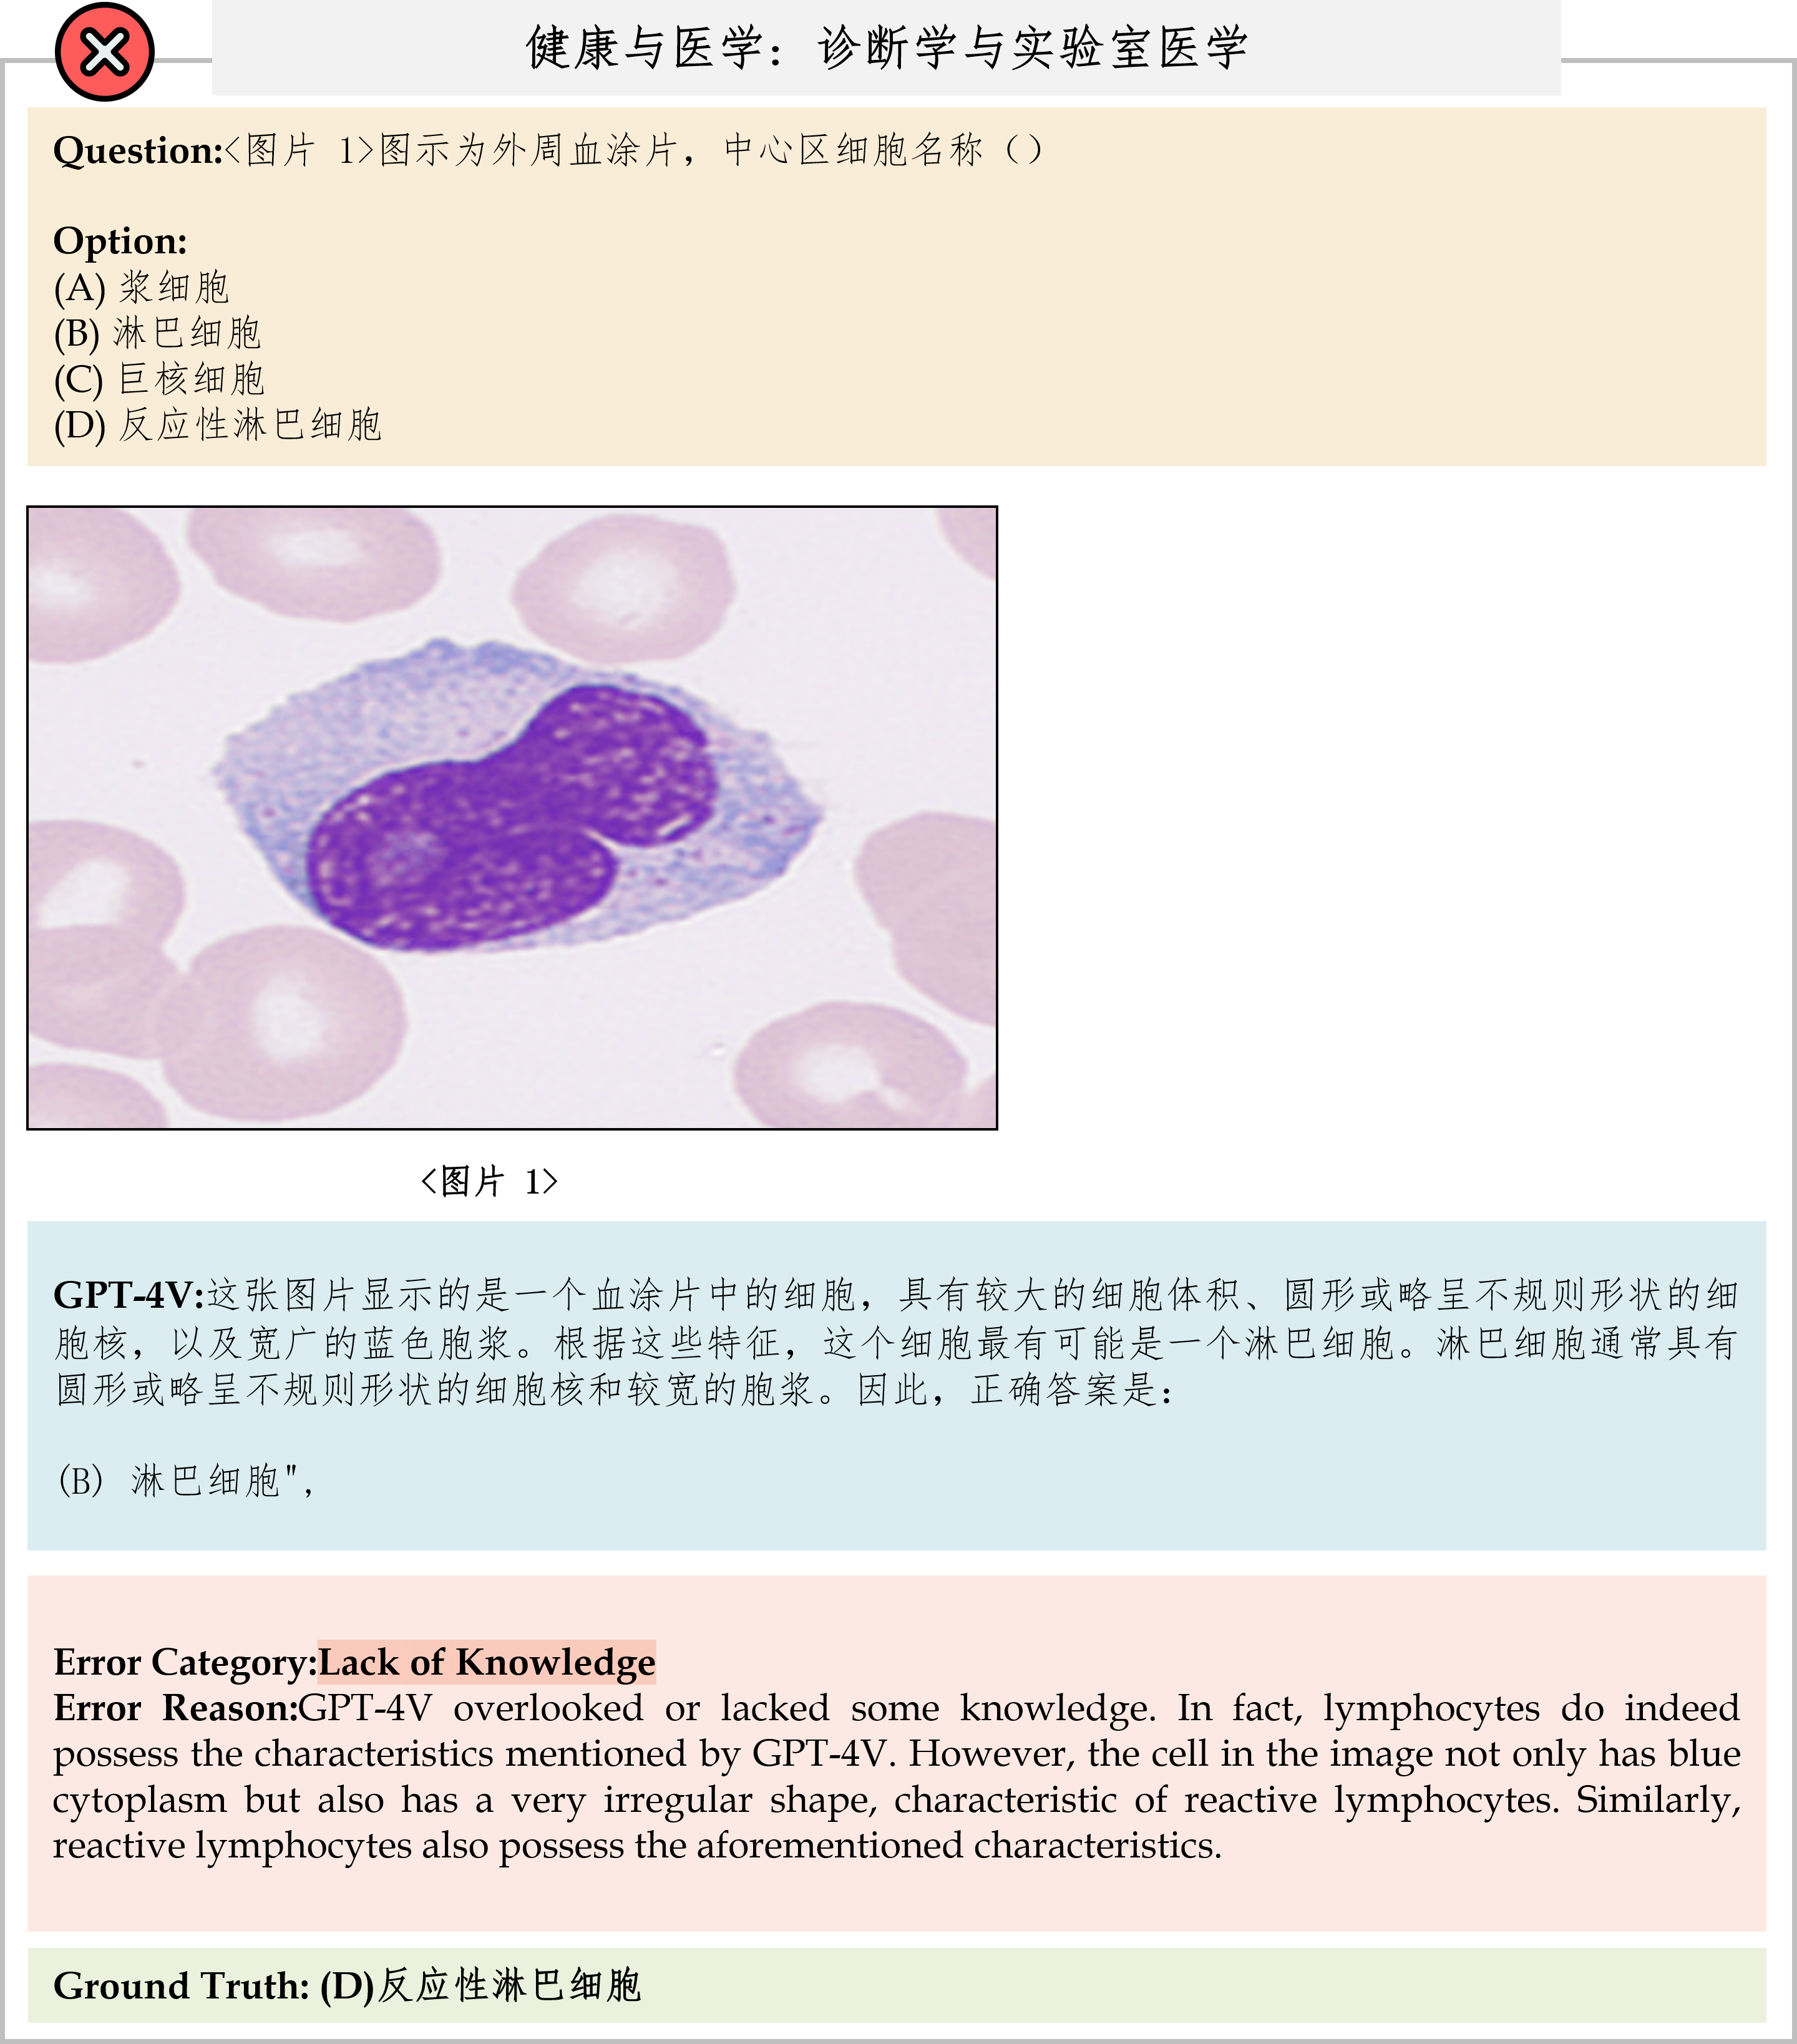 健康与医学：诊断学与实验室医学
Question:<图片 1>图示为外周血涂片，中心区细胞名称（）
Option:
(A) 浆细胞
(B) 淋巴细胞
(C) 巨核细胞
(D) 反应性淋巴细胞
<图片 1>
GPT-4V:这张图片显示的是一个血涂片中的细胞，具有较大的细胞体积、圆形或略呈不规则形状的细
胞核，以及宽广的蓝色胞浆。根据这些特征，这个细胞最有可能是一个淋巴细胞。淋巴细胞通常具有
圆形或略呈不规则形状的细胞核和较宽的胞浆。因此，正确答案是：
(B) 淋巴细胞",
Error Category:Lack of Knowledge
Error Reason:GPT-4V overlooked or lacked some knowledge. In fact, lymphocytes do indeed
possess the characteristics mentioned by GPT-4V. However, the cell in the image not only has blue
cytoplasm but also has a very irregular shape, characteristic of reactive lymphocytes. Similarly,
reactive lymphocytes also possess the aforementioned characteristics.
Ground Truth: (D)反应性淋巴细胞